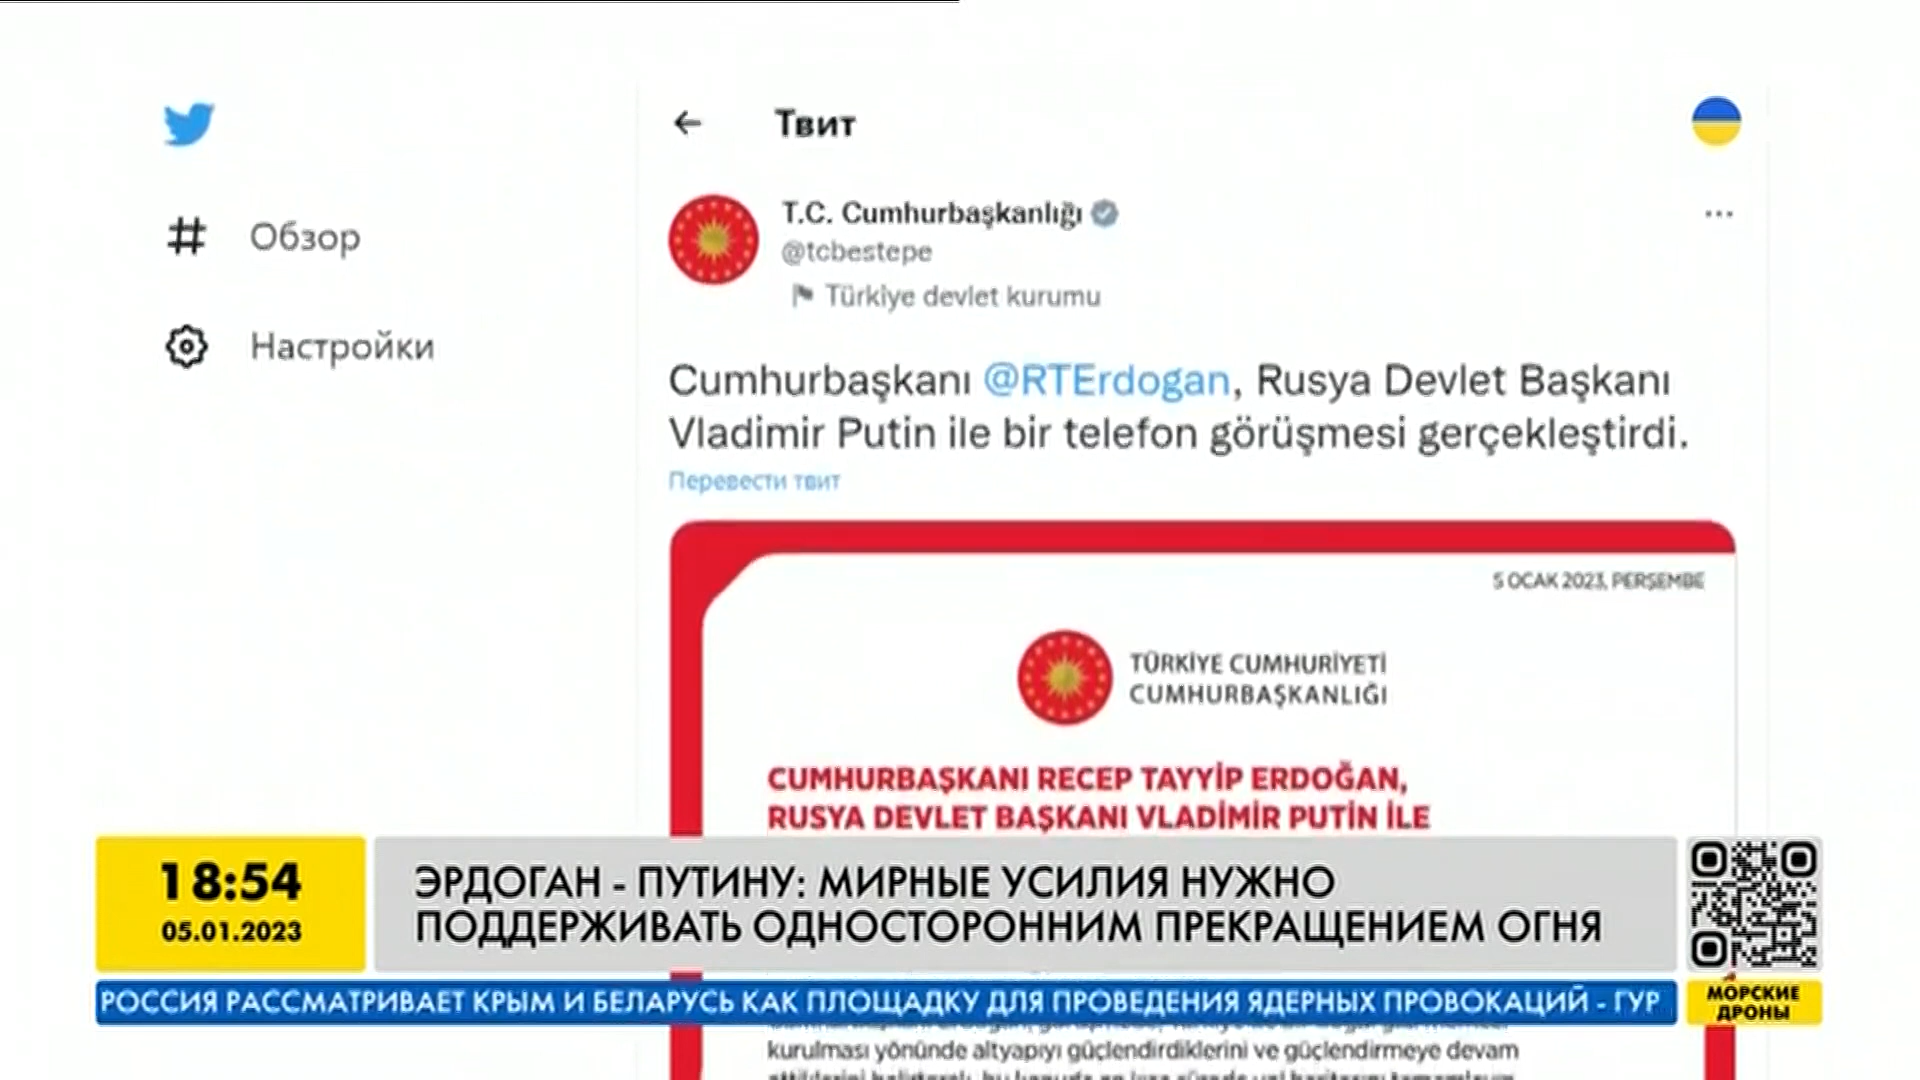 Твит
Обзор
Настройки
T.C. Cumhurbaşkanlığı
@tcbestepe
Türkiye devlet kurumu
Cumhurbaşkanı @RTErdogan, Rusya Devlet Başkanı
Vladimir Putin ile bir telefon görüşmesi gerçekleştirdi.
Перевести твит
5 OCAK 2023, PERŞEMBE
TÜRKİYE CUMHURİYETİ
CUMHURBAŞKANLIĞI
CUMHURBAŞKANI RECEP TAYYİP ERDOĞAN,
RUSYA DEVLET BAŞKANI VLADİMİR PUTİN İLE
18:54
05.01.2023
ЭРДОГАН - ПУТИНУ: МИРНЫЕ УСИЛИЯ НУЖНО
ПОДДЕРЖИВАТЬ ОДНОСТОРОННИМ ПРЕКРАЩЕНИЕМ ОГНЯ
РОССИЯ РАССМАТРИВАЕТ КРЫМ И БЕЛАРУСЬ КАК ПЛОЩАДКУ ДЛЯ ПРОВЕДЕНИЯ ЯДЕРНЫХ ПРОВОКАЦИЙ - ГУР
МОРСКИЕ
ДРОНЫ
kurulması yönünde altyapıyı güçlendirdiklerini ve güçlendirmeye devam